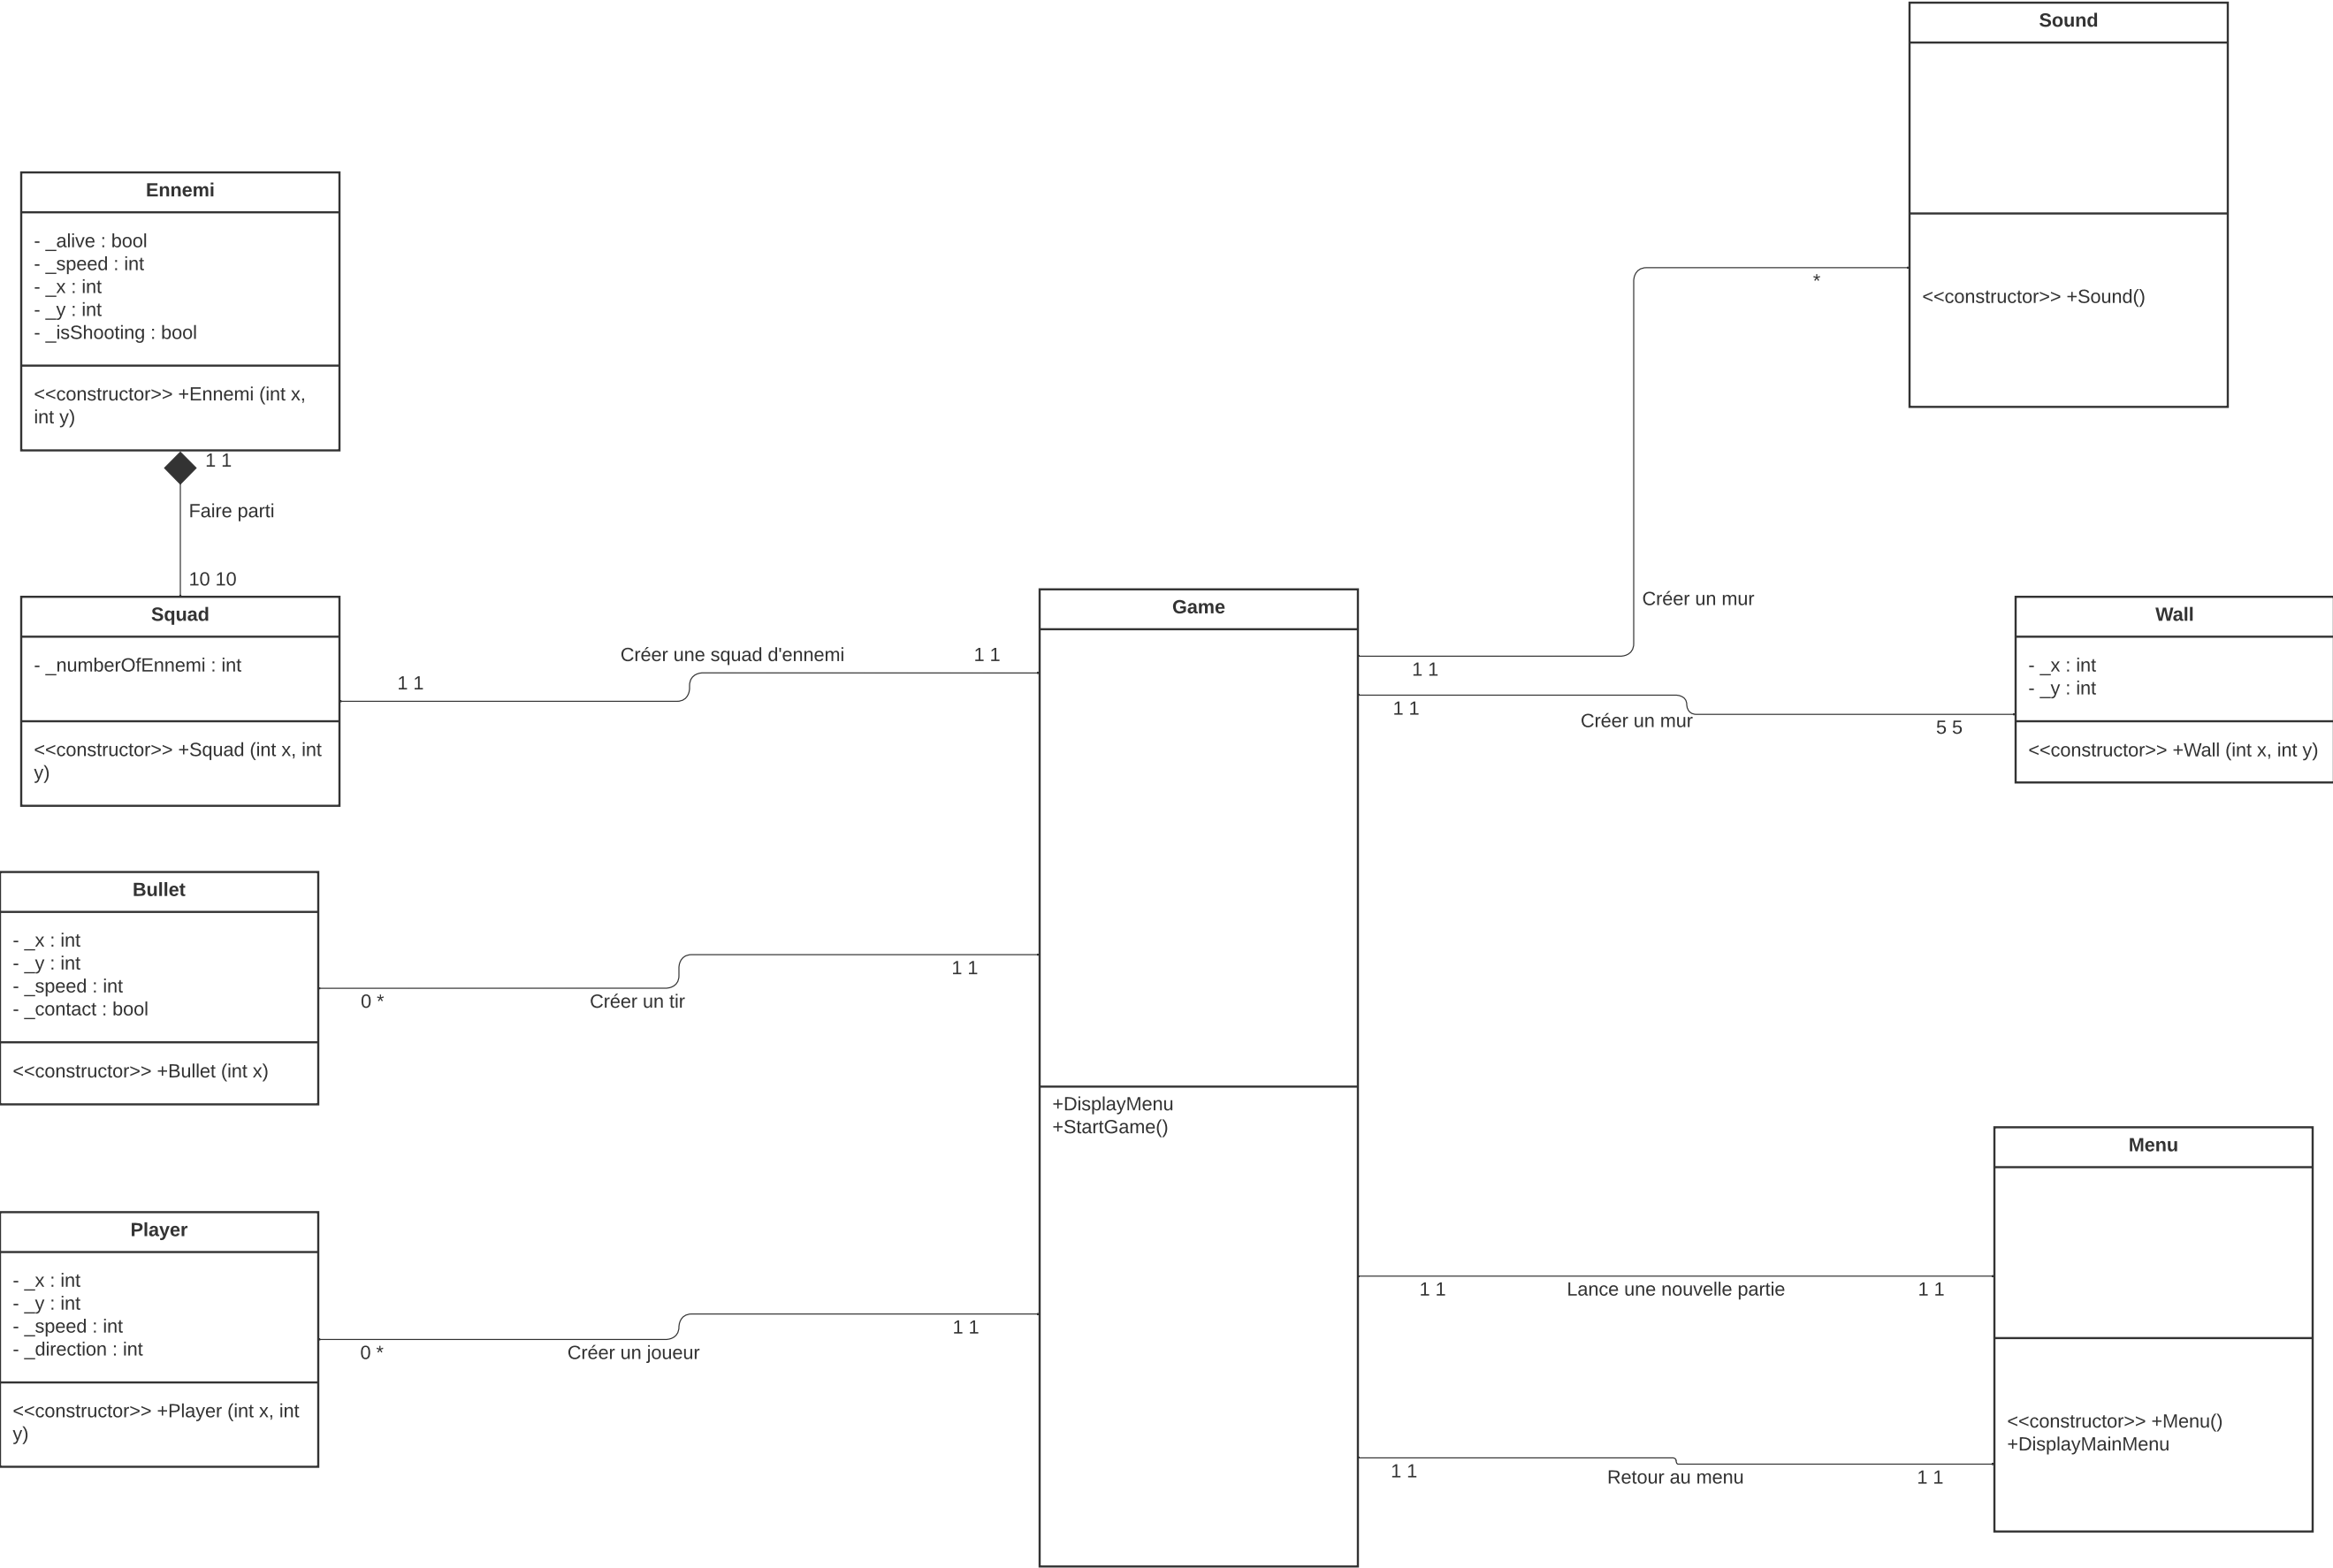 Sound
<<constructor>> +Sound()
*
Ennemi
- _alive : bool
- _speed : int
- _x : int
- _y : int
- _isShooting : bool
<<constructor>> +Ennemi (int x,
int y)
1 1
Faire parti
10 10
Squad
- _numberOfEnnemi : int
<<constructor>> +Squad (int x, int
y)
1 1
Créer une squad d'ennemi
1 1
Game
+DisplayMenu
+StartGame()
Créer un mur
1 1
1 1
Créer un mur
5 5
Wall
- _x : int
- _y : int
<<constructor>> +Wall (int x, int y)
Bullet
- _x : int
- _y : int
- _speed : int
- _contact : bool
<<constructor>> +Bullet (int x)
0 *
Créer un tir
1 1
Player
- _x : int
- _y : int
- _speed : int
- _direction : int
<<constructor>> +Player (int x, int
y)
0 *
Créer un joueur
1 1
Menu
<<constructor>> +Menu()
+DisplayMainMenu
1 1
Lance une nouvelle partie
1 1
1 1
Retour au menu
1 1